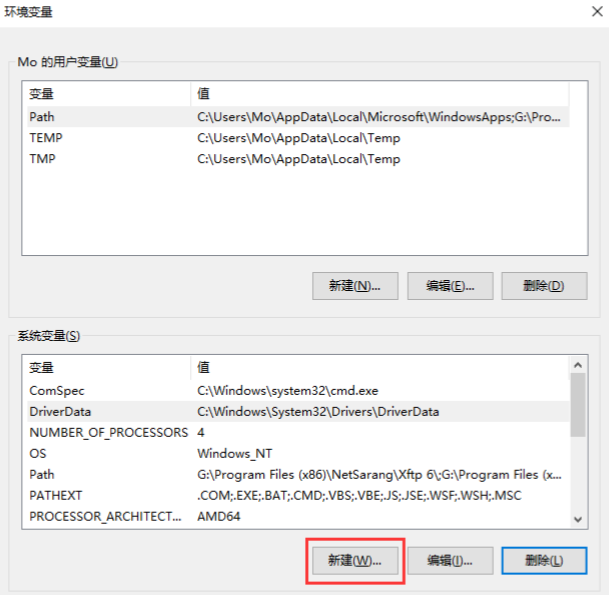 环境变量
Mo 的用户变量(U)
变量 值
Path C:\Users\Mo\AppData\Local\Microsoft\WindowsApps;G:\Pro...
TEMP C:\Users\Mo\AppData\Local\Temp
TMP C:\Users\Mo\AppData\Local\Temp
新建(N)... 编辑(E)... 删除(D)
系统变量(S)
变量 值
ComSpec C:\Windows\system32\cmd.exe
DriverData C:\Windows\System32\Drivers\DriverData
NUMBER_OF_PROCESSORS 4
OS Windows_NT
Path G:\Program Files (x86)\NetSarang\Xftp 6\;G:\Program Files (x...
PATHEXT .COM;.EXE;.BAT;.CMD;.VBS;.VBE;.JS;.JSE;.WSF;.WSH;.MSC
PROCESSOR_ARCHITECT... AMD64
新建(W)... 编辑(I)... 删除(L)